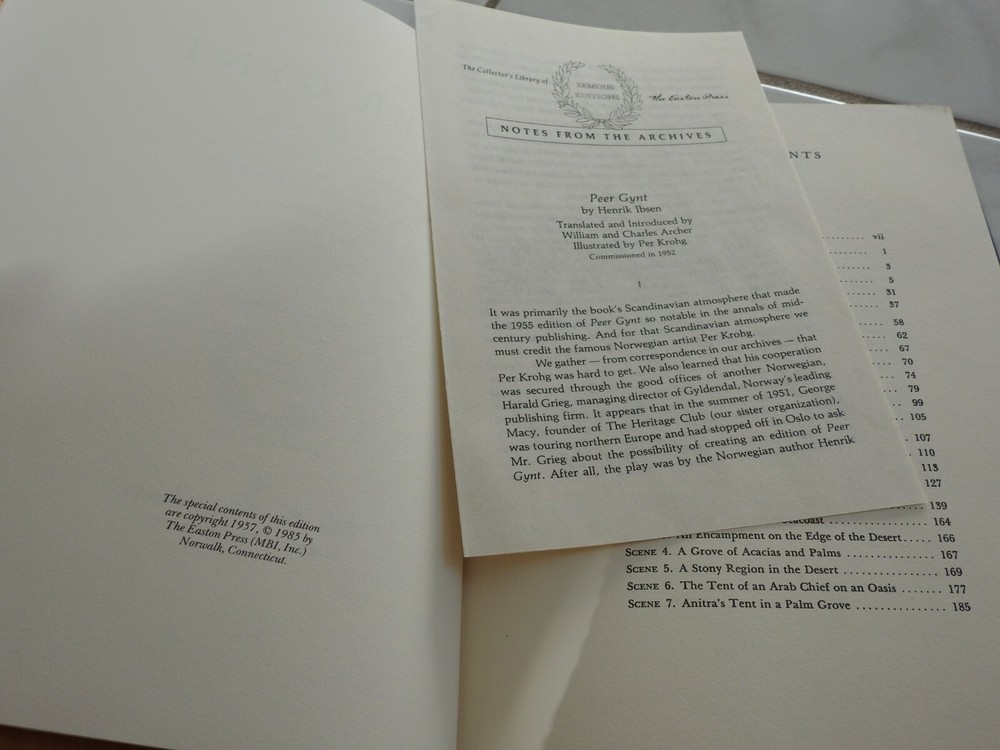 The special contents of this edition
are copyright 1957, © 1985 by
The Easton Press (MBI, Inc.)
Norwalk, Connecticut.
The Collector's Library of
FAMOUS
EDITIONS
The Easton Press
NOTES FROM THE ARCHIVES
Peer Gynt
by Henrik Ibsen
Translated and Introduced by
William and Charles Archer
Illustrated by Per Krohg
Commissioned in 1952
1
It was primarily the book's Scandinavian atmosphere that made
the 1955 edition of Peer Gynt so notable in the annals of mid-
century publishing. And for that Scandinavian atmosphere we
must credit the famous Norwegian artist Per Krohg.
We gather — from correspondence in our archives — that
Per Krohg was hard to get. We also learned that his cooperation
was secured through the good offices of another Norwegian,
Harald Grieg, managing director of Gyldendal, Norway's leading
publishing firm. It appears that in the summer of 1951, George
Macy, founder of The Heritage Club (our sister organization),
was touring northern Europe and had stopped off in Oslo to ask
Mr. Grieg about the possibility of creating an edition of Peer
Gynt. After all, the play was by the Norwegian author Henrik
NTS
........ vii
........ 1
........ 3
..... 5
..... 31
.... 37
.... 58
.... 62
.... 67
... 70
... 74
.. 79
.. 99
.. 105
. 107
. 110
113
127
..... 139
eacoast ............... 164
An Encampment on the Edge of the Desert..... 166
SCENE 4. A Grove of Acacias and Palms .............. 167
SCENE 5. A Stony Region in the Desert .............. 169
SCENE 6. The Tent of an Arab Chief on an Oasis ....... 177
SCENE 7. Anitra's Tent in a Palm Grove ............... 185